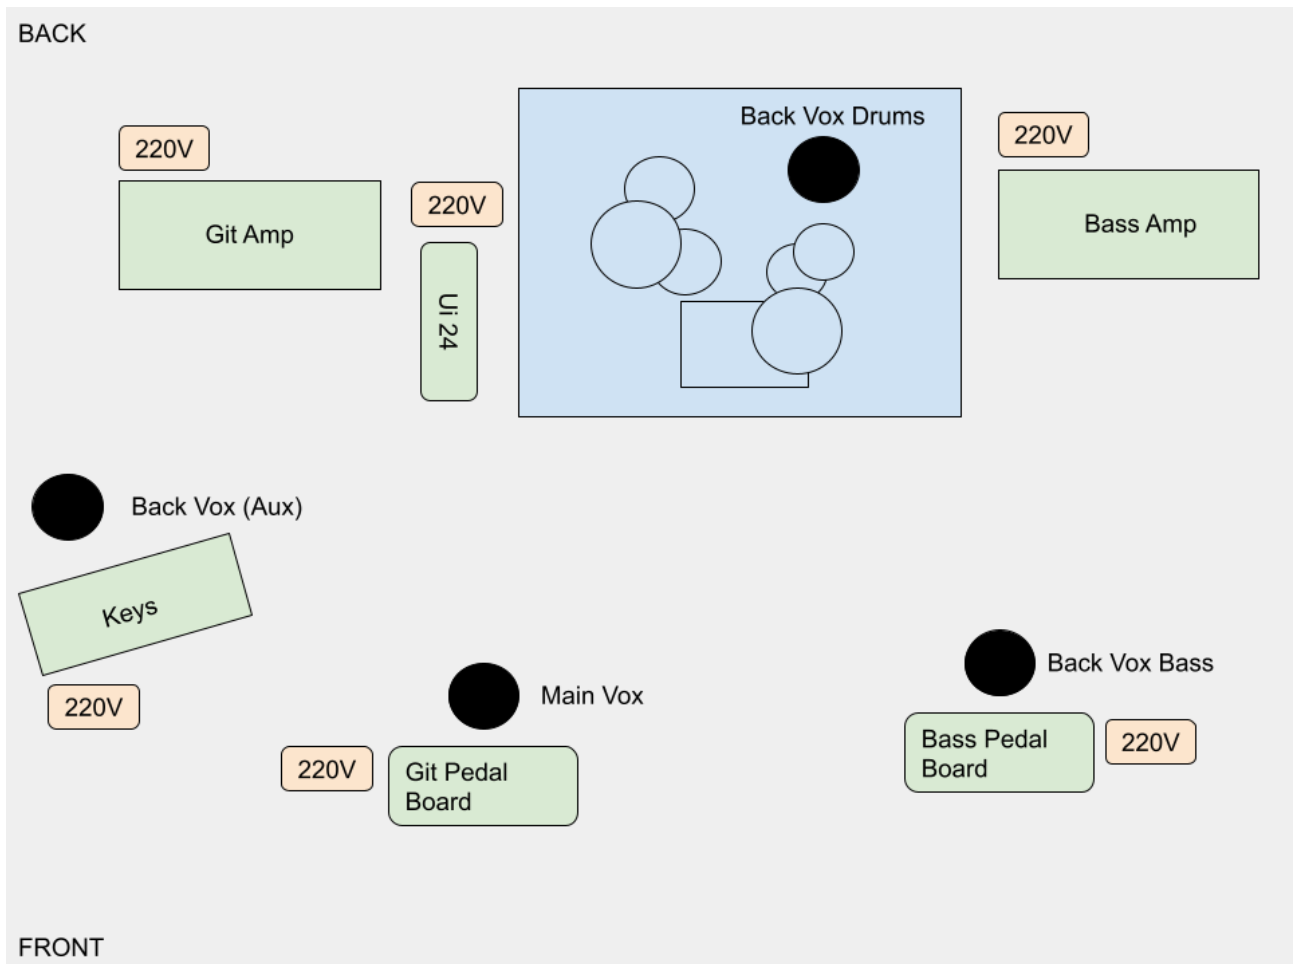 BACK
Back Vox Drums
220V
220V
220V
Git Amp
Bass Amp
Ui 24
Back Vox (Aux)
Keys
220V
Main Vox
Back Vox Bass
220V
Git Pedal
Board
Bass Pedal
Board
220V
FRONT